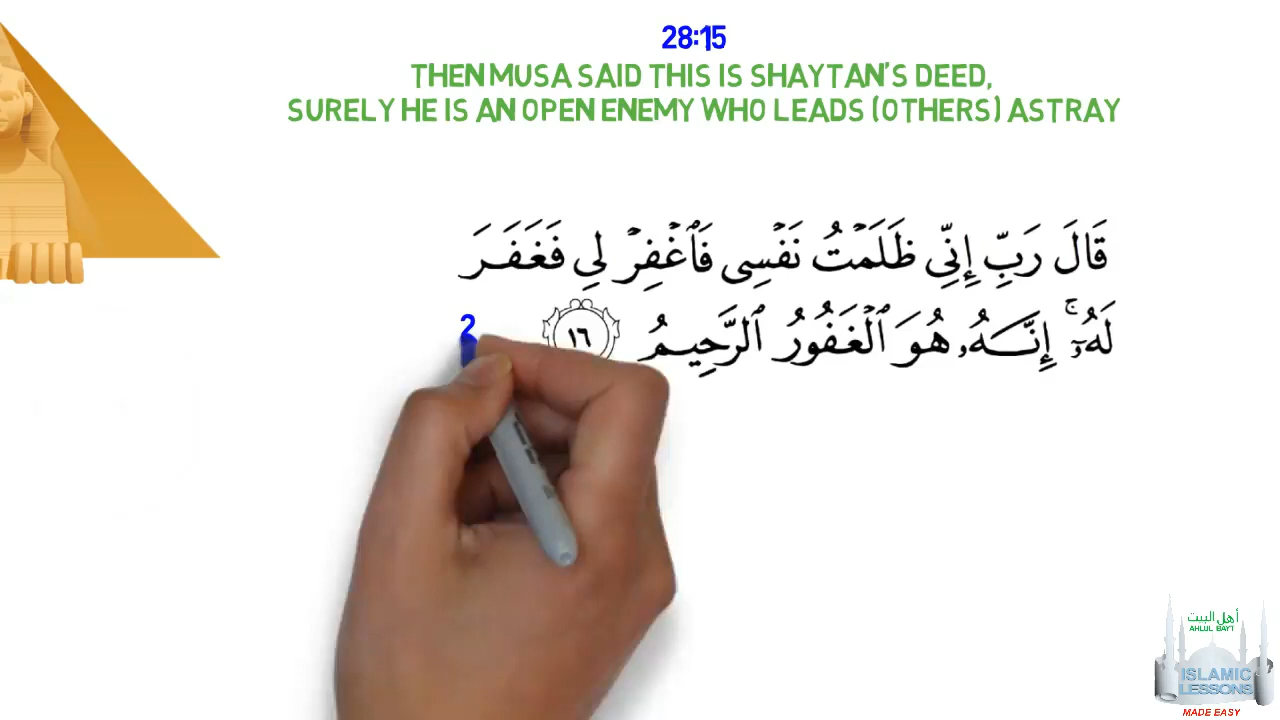 28:15
THEN MUSA SAID THIS IS SHAYTAN'S DEED,
SURELY HE IS AN OPEN ENEMY WHO LEADS (OTHERS) ASTRAY
قَالَ رَبِّ إِنِّى ظَلَمْتُ نَفْسِى فَٱغْفِرْ لِى فَغَفَرَ
لَهُۥٓ ۚ إِنَّهُۥ هُوَ ٱلْغَفُورُ ٱلرَّحِيمُ ١٦
2
أهل البيت
AHLUL BAYT
ISLAMIC
LESSONS
MADE EASY